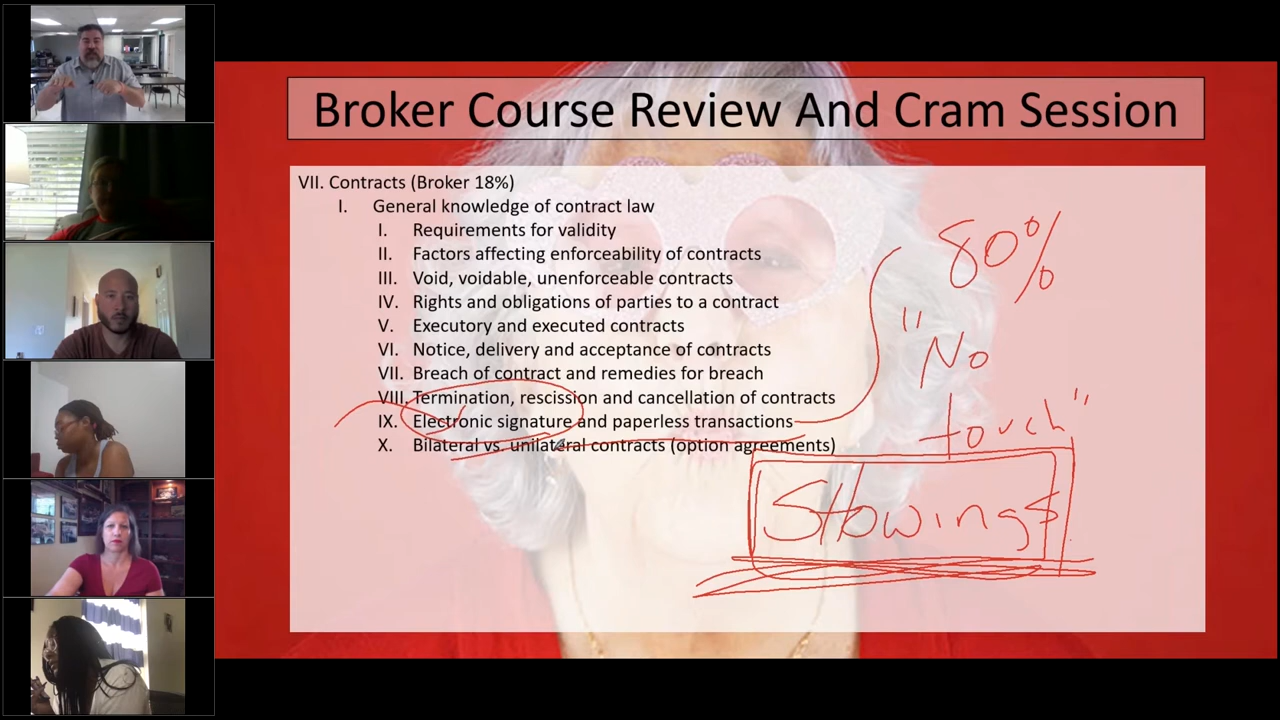 Broker Course Review And Cram Session
VII. Contracts (Broker 18%)
I. General knowledge of contract law
I. Requirements for validity
II. Factors affecting enforceability of contracts
III. Void, voidable, unenforceable contracts
IV. Rights and obligations of parties to a contract
V. Executory and executed contracts
VI. Notice, delivery and acceptance of contracts
VII. Breach of contract and remedies for breach
VIII. Termination, rescission and cancellation of contracts
IX. Electronic signature and paperless transactions
X. Bilateral vs. unilateral contracts (option agreements)
80%
"No
touch"
SHowings